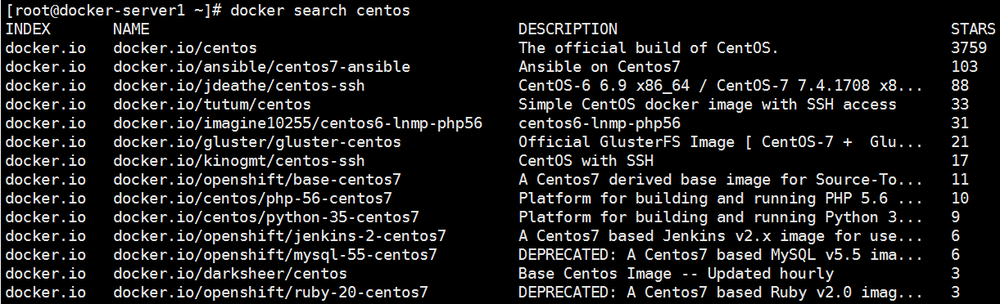 [root@docker-server1 ~]# docker search centos
INDEX NAME DESCRIPTION STARS
docker.io docker.io/centos The official build of CentOS. 3759
docker.io docker.io/ansible/centos7-ansible Ansible on Centos7 103
docker.io docker.io/jdeathe/centos-ssh CentOS-6 6.9 x86_64 / CentOS-7 7.4.1708 x8... 88
docker.io docker.io/tutum/centos Simple CentOS docker image with SSH access 33
docker.io docker.io/imagine10255/centos6-lnmp-php56 centos6-lnmp-php56 31
docker.io docker.io/gluster/gluster-centos Official GlusterFS Image [ CentOS-7 +  Glu... 21
docker.io docker.io/kinogmt/centos-ssh CentOS with SSH 17
docker.io docker.io/openshift/base-centos7 A Centos7 derived base image for Source-To... 11
docker.io docker.io/centos/php-56-centos7 Platform for building and running PHP 5.6 ... 10
docker.io docker.io/centos/python-35-centos7 Platform for building and running Python 3... 9
docker.io docker.io/openshift/jenkins-2-centos7 A Centos7 based Jenkins v2.x image for use... 6
docker.io docker.io/openshift/mysql-55-centos7 DEPRECATED: A Centos7 based MySQL v5.5 ima... 6
docker.io docker.io/darksheer/centos Base Centos Image -- Updated hourly 3
docker.io docker.io/openshift/ruby-20-centos7 DEPRECATED: A Centos7 based Ruby v2.0 imag... 3